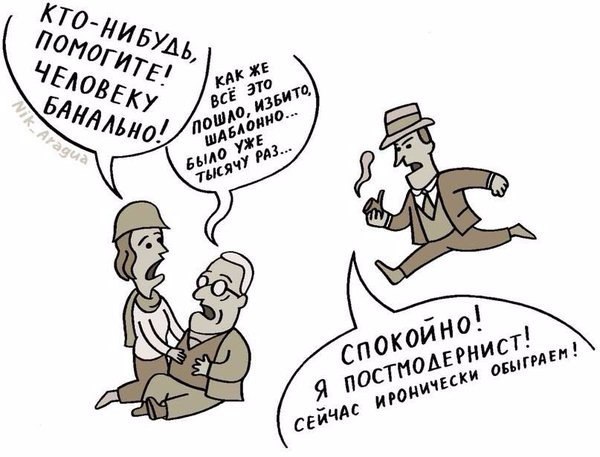 КТО-НИБУДЬ,
ПОМОГИТЕ!
ЧЕЛОВЕКУ
БАНАЛЬНО!
КАК ЖЕ
ВСЁ ЭТО
ПОШЛО, ИЗБИТО,
ШАБЛОННО...
БЫЛО УЖЕ
ТЫСЯЧУ РАЗ...
СПОКОЙНО!
Я ПОСТМОДЕРНИСТ!
СЕЙЧАС ИРОНИЧЕСКИ ОБЫГРАЕМ!
Nik_Aragua